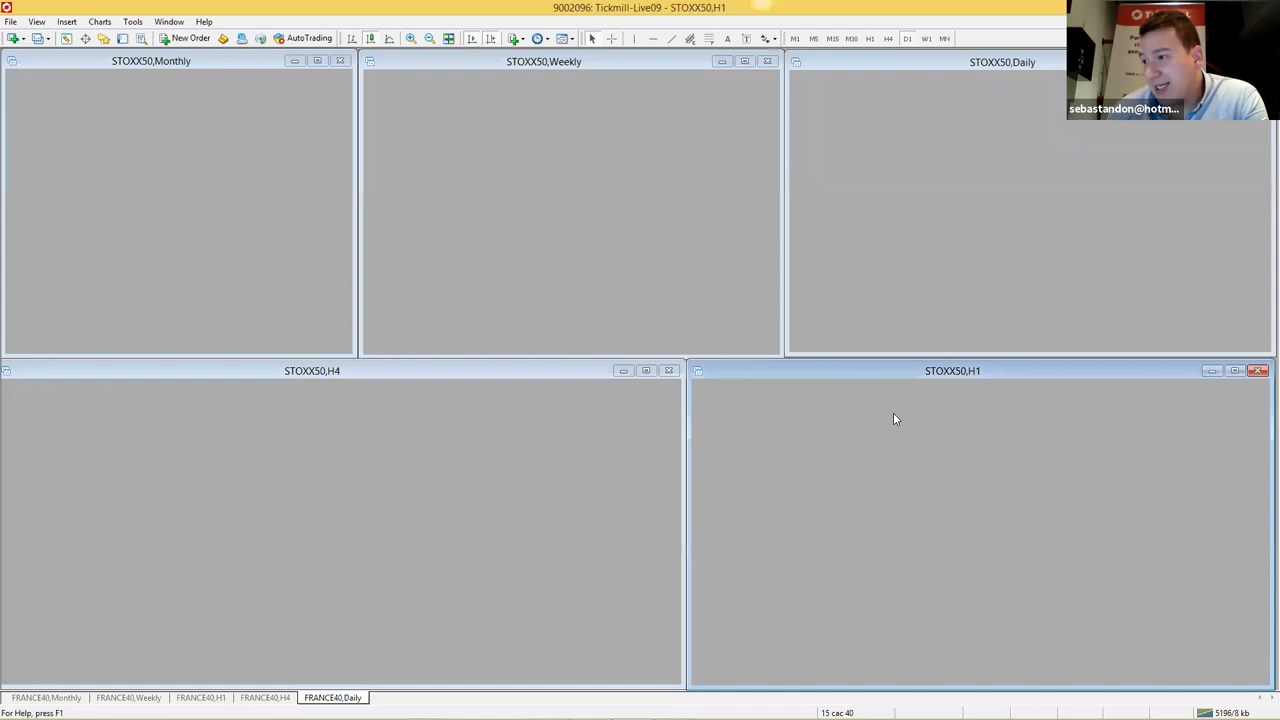 9002096: Tickmill-Live09 - STOXX50,H1
File View Insert Charts Tools Window Help
New Order AutoTrading A T M1 M5 M15 M30 H1 H4 D1 W1 MN
STOXX50,Monthly
STOXX50,Weekly
STOXX50,Daily
sebastandon@hotm...
STOXX50,H4
STOXX50,H1
FRANCE40,Monthly FRANCE40,Weekly FRANCE40,H1 FRANCE40,H4 FRANCE40,Daily
For Help, press F1 15 cac 40 5196/8 kb